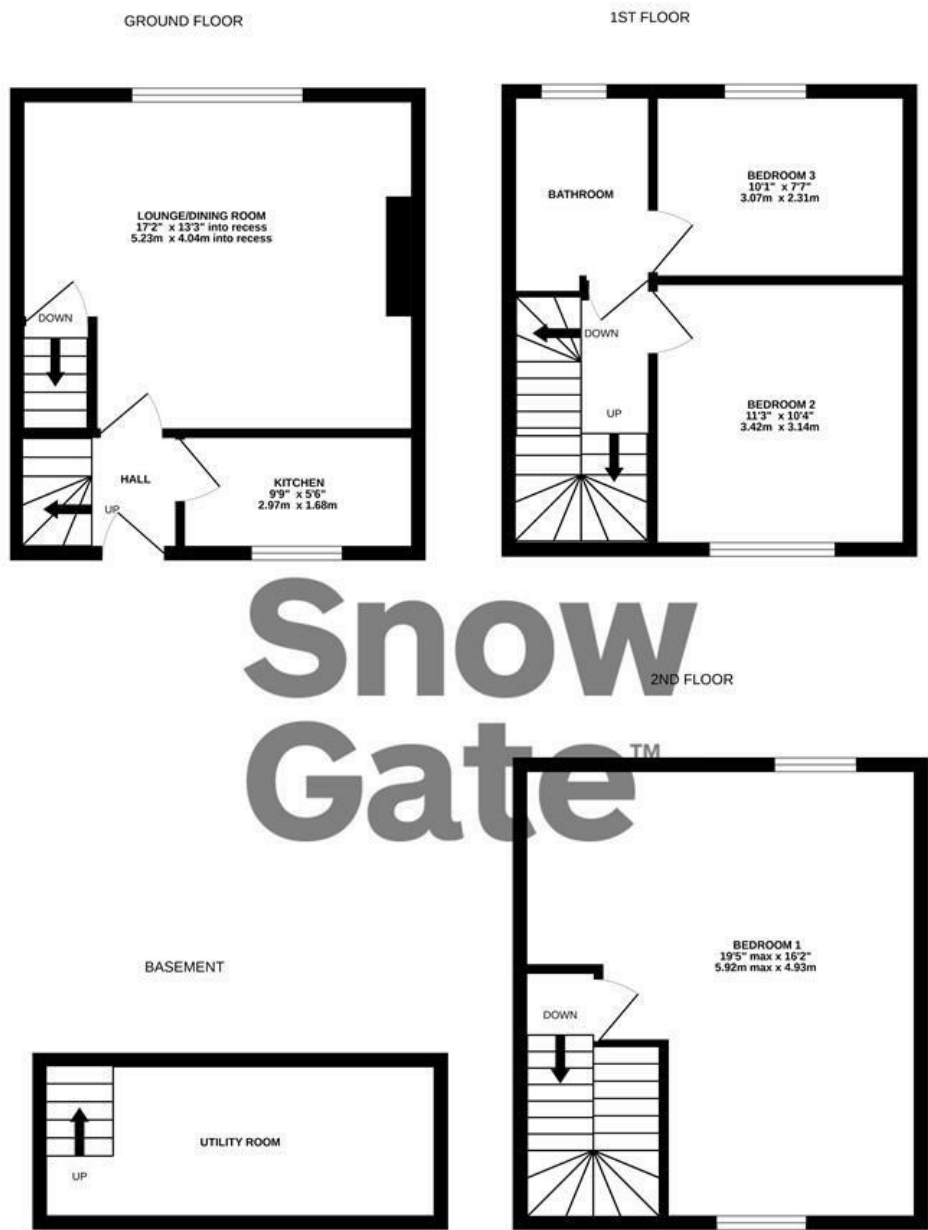 GROUND FLOOR
LOUNGE/DINING ROOM
17'2" x 13'3" into recess
5.23m x 4.04m into recess
DOWN
HALL
UP
KITCHEN
9'9" x 5'6"
2.97m x 1.68m
1ST FLOOR
BATHROOM
BEDROOM 3
10'1" x 7'7"
3.07m x 2.31m
DOWN
UP
BEDROOM 2
11'3" x 10'4"
3.42m x 3.14m
Snow
Gate™
2ND FLOOR
BEDROOM 1
19'5" max x 16'2"
5.92m max x 4.93m
DOWN
BASEMENT
UTILITY ROOM
UP